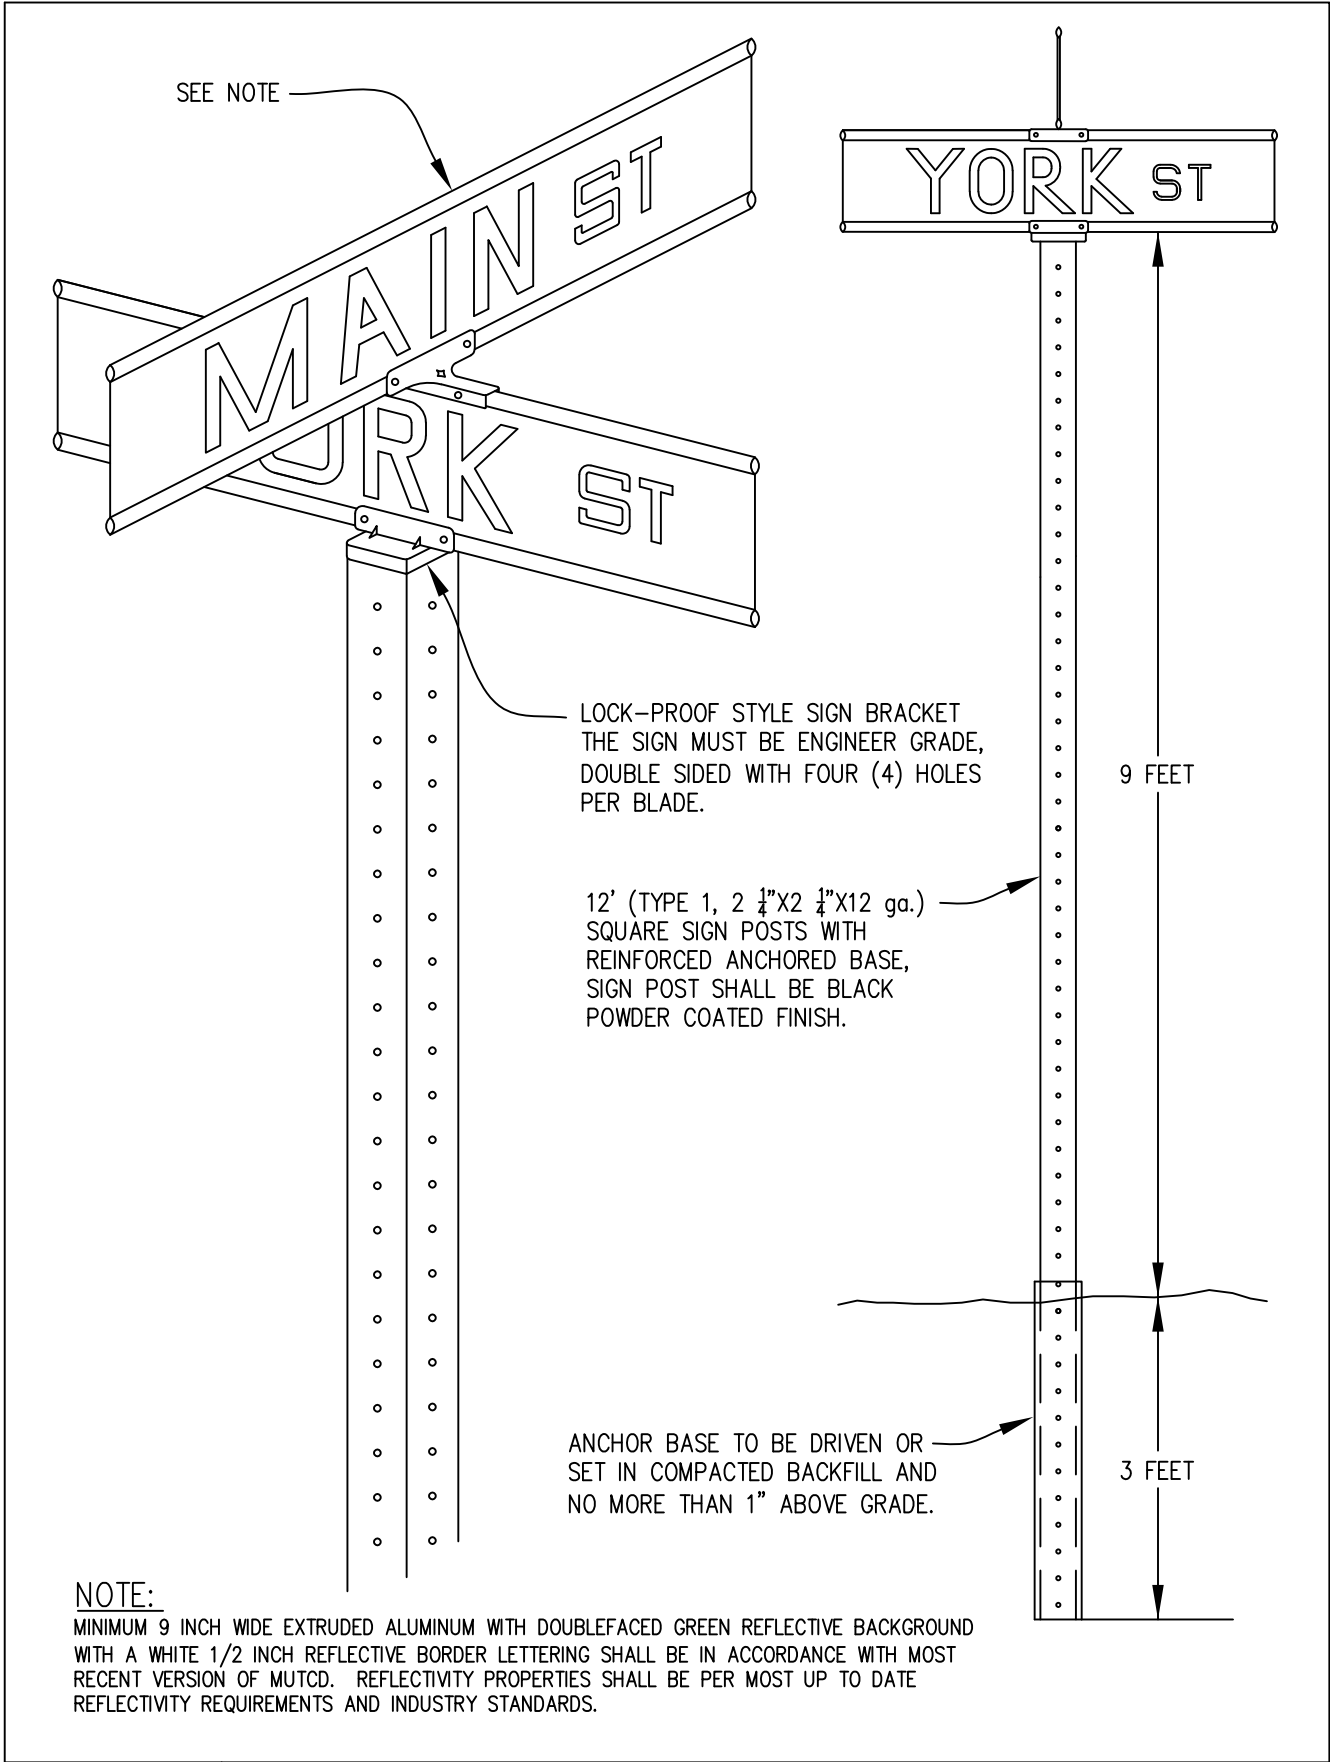 SEE NOTE
MAIN ST
ORK ST
YORK ST
LOCK-PROOF STYLE SIGN BRACKET
THE SIGN MUST BE ENGINEER GRADE,
DOUBLE SIDED WITH FOUR (4) HOLES
PER BLADE.
9 FEET
12' (TYPE 1, 2 1/4"X2 1/4"X12 ga.)
SQUARE SIGN POSTS WITH
REINFORCED ANCHORED BASE,
SIGN POST SHALL BE BLACK
POWDER COATED FINISH.
ANCHOR BASE TO BE DRIVEN OR
SET IN COMPACTED BACKFILL AND
NO MORE THAN 1" ABOVE GRADE.
3 FEET
NOTE:
MINIMUM 9 INCH WIDE EXTRUDED ALUMINUM WITH DOUBLEFACED GREEN REFLECTIVE BACKGROUND
WITH A WHITE 1/2 INCH REFLECTIVE BORDER LETTERING SHALL BE IN ACCORDANCE WITH MOST
RECENT VERSION OF MUTCD. REFLECTIVITY PROPERTIES SHALL BE PER MOST UP TO DATE
REFLECTIVITY REQUIREMENTS AND INDUSTRY STANDARDS.